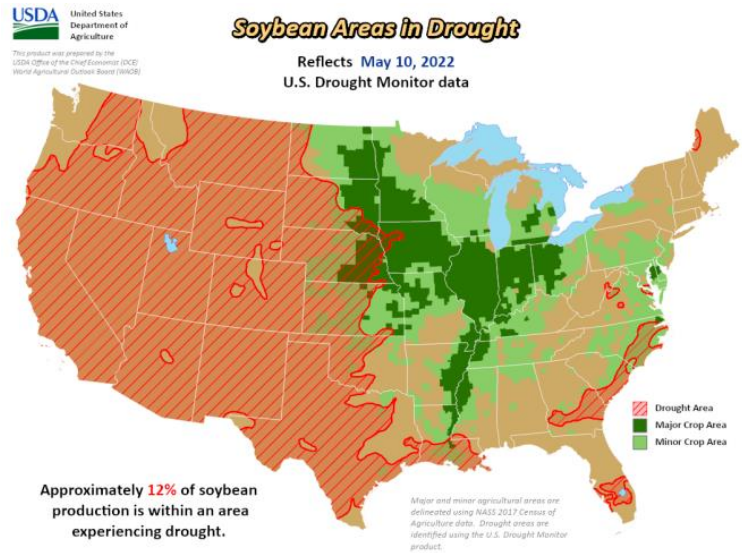 USDA
United States
Department of
Agriculture
This product was prepared by the
USDA Office of the Chief Economist (OCE)
World Agricultural Outlook Board (WAOB)
Soybean Areas in Drought
Reflects May 10, 2022
U.S. Drought Monitor data
Drought Area
Major Crop Area
Minor Crop Area
Approximately 12% of soybean
production is within an area
experiencing drought.
Major and minor agricultural areas are
delineated using NASS 2017 Census of
Agriculture data. Drought areas are
identified using the U.S. Drought Monitor
product.